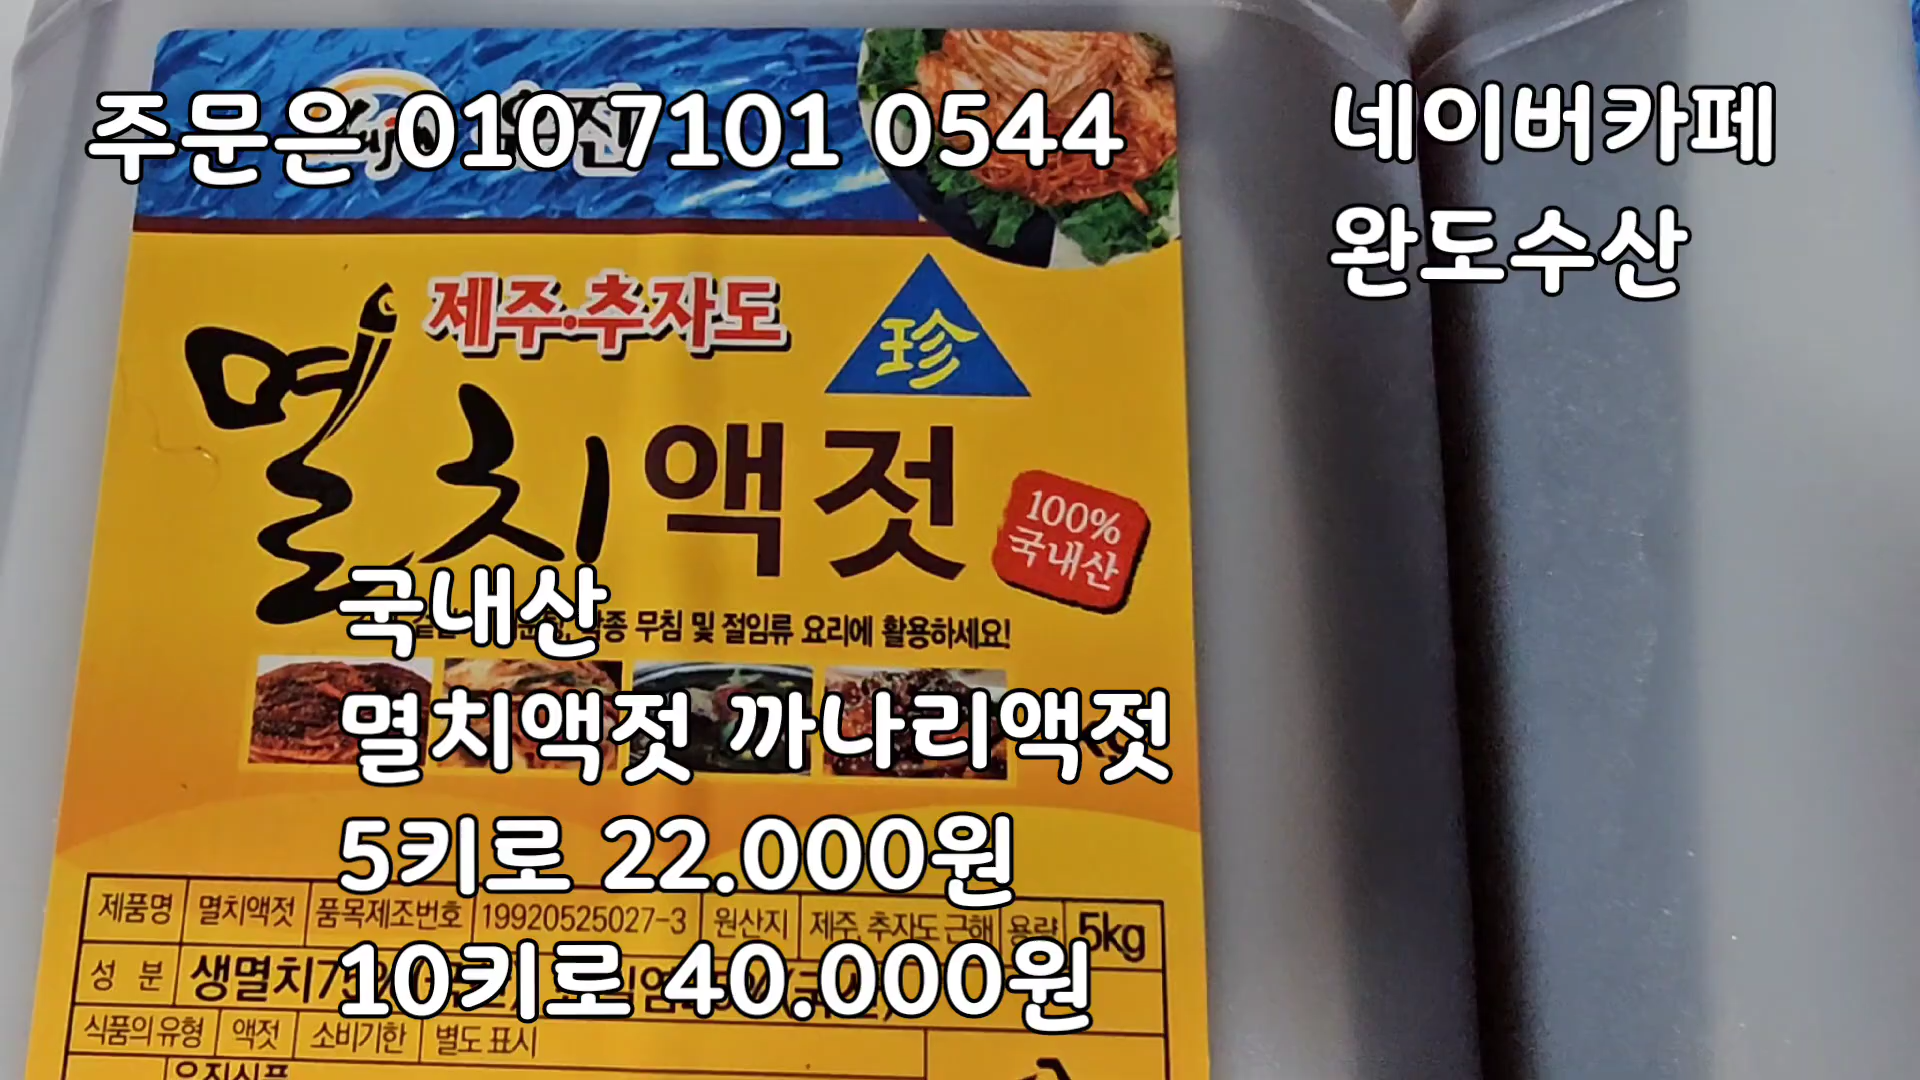 주문은 010 7101 0544
네이버카페
완도수산
제주·추자도
珍
멸치액젓
100%
국내산
무침 및 절임류 요리에 활용하세요!
국내산
멸치액젓 까나리액젓
5키로 22.000원
10키로 40.000원
제품명 멸치액젓 품목제조번호 19920525027-3 원산지 제주, 추자도 근해 용량 5kg
성 분 생멸치
식품의 유형 액젓 소비기한 별도 표시